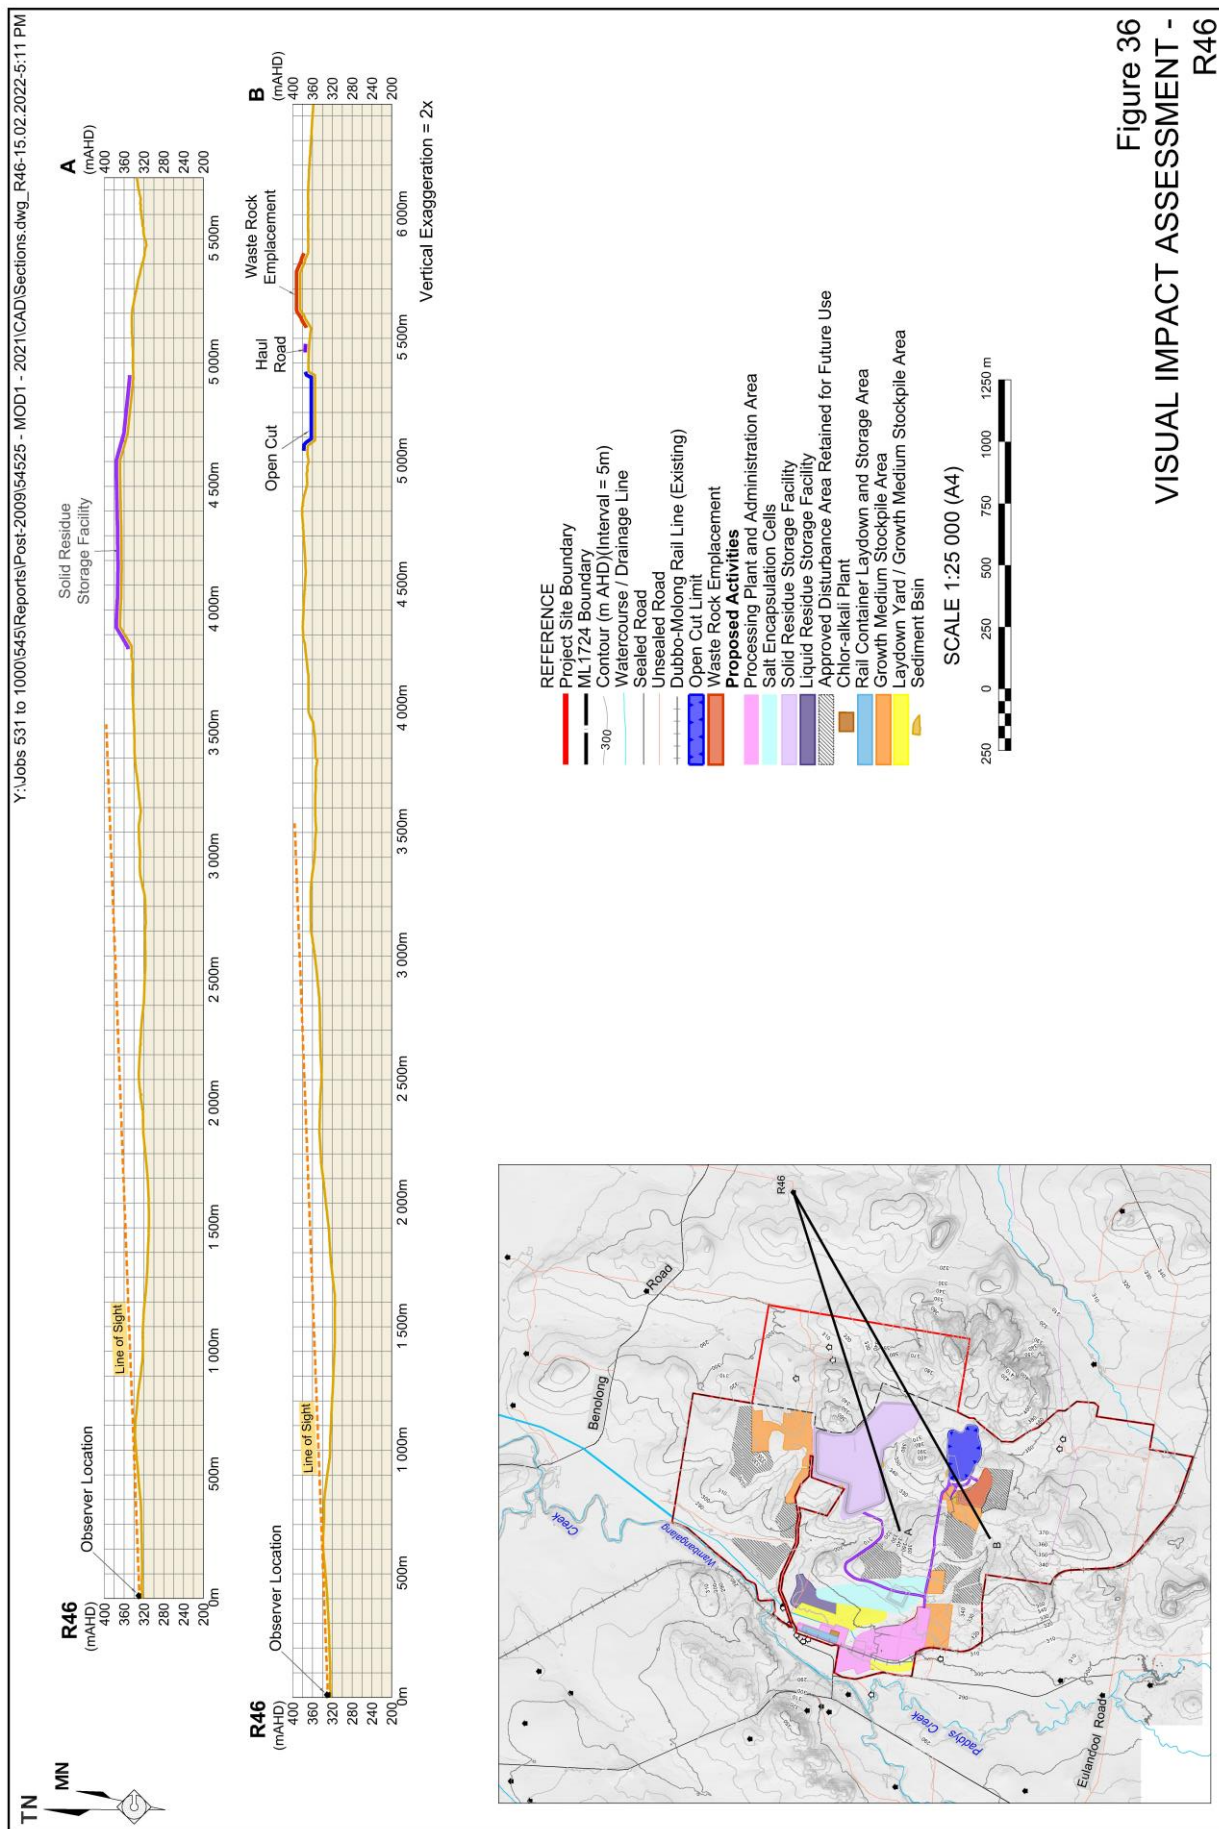 Y:\Jobs 531 to 1000\545\Reports\Post-2009\54525 - MOD1 - 2021\CAD\Sections.dwg_R46-15.02.2022-5:11 PM
TN
MN
R46
(mAHD)
400
360
320
280
240
200
Observer Location
Line of Sight
Solid Residue
Storage Facility
A
(mAHD)
400
360
320
280
240
200
0m
500m
1 000m
1 500m
2 000m
2 500m
3 000m
3 500m
4 000m
4 500m
5 000m
5 500m
R46
(mAHD)
400
360
320
280
240
200
Observer Location
Line of Sight
Open Cut
Haul
Road
Waste Rock
Emplacement
B
(mAHD)
400
360
320
280
240
200
0m
500m
1 000m
1 500m
2 000m
2 500m
3 000m
3 500m
4 000m
4 500m
5 000m
5 500m
6 000m
Vertical Exaggeration = 2x
Creek
Wambangalang
Benolong
Road
R46
A
B
Paddys Creek
Eulandool Road
REFERENCE
Project Site Boundary
ML1724 Boundary
300
Contour (m AHD)(Interval = 5m)
Watercourse / Drainage Line
Sealed Road
Unsealed Road
Dubbo-Molong Rail Line (Existing)
Open Cut Limit
Waste Rock Emplacement
Proposed Activities
Processing Plant and Administration Area
Salt Encapsulation Cells
Solid Residue Storage Facility
Liquid Residue Storage Facility
Approved Disturbance Area Retained for Future Use
Chlor-alkali Plant
Rail Container Laydown and Storage Area
Growth Medium Stockpile Area
Laydown Yard / Growth Medium Stockpile Area
Sediment Bsin
SCALE 1:25 000 (A4)
250
0
250
500
750
1000
1250 m
Figure 36
VISUAL IMPACT ASSESSMENT -
R46